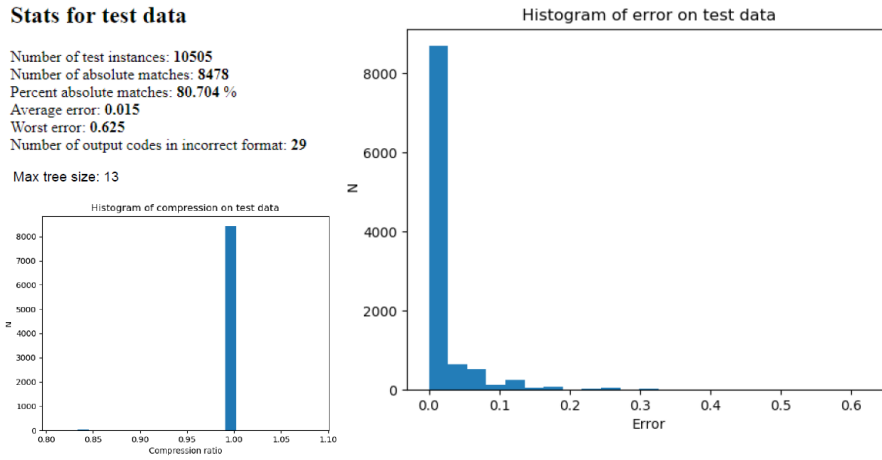 Stats for test data
Number of test instances: 10505
Number of absolute matches: 8478
Percent absolute matches: 80.704 %
Average error: 0.015
Worst error: 0.625
Number of output codes in incorrect format: 29
Max tree size: 13
Histogram of compression on test data
8000
7000
6000
5000
4000
3000
2000
1000
0
N
0.80 0.85 0.90 0.95 1.00 1.05 1.10
Compression ratio
Histogram of error on test data
8000
6000
4000
2000
0
N
0.0 0.1 0.2 0.3 0.4 0.5 0.6
Error